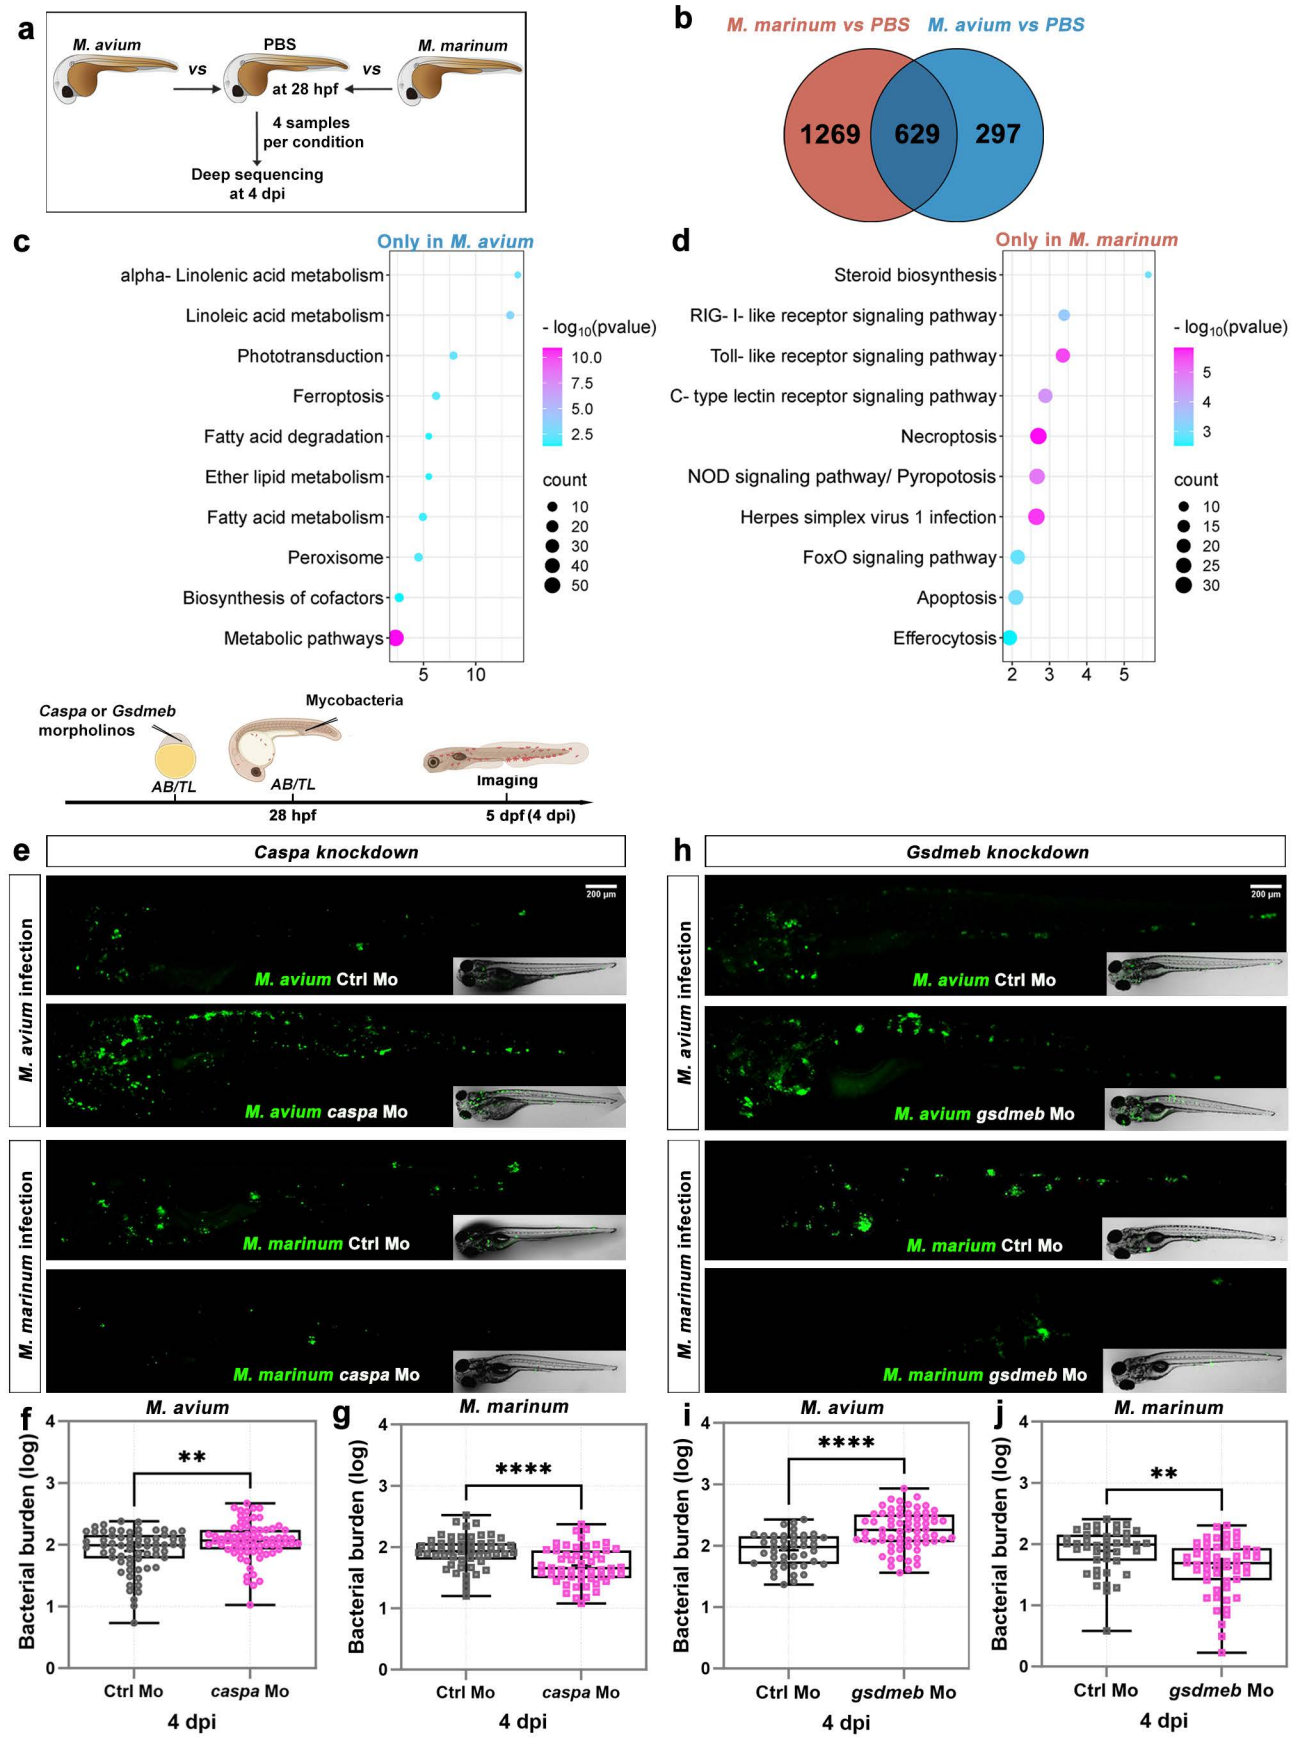 a
M. avium
PBS
M. marinum
vs
vs
at 28 hpf
4 samples
per condition
Deep sequencing
at 4 dpi
b
M. marinum vs PBS
M. avium vs PBS
1269
629
297
c
Only in M. avium
alpha- Linolenic acid metabolism
Linoleic acid metabolism
Phototransduction
Ferroptosis
Fatty acid degradation
Ether lipid metabolism
Fatty acid metabolism
Peroxisome
Biosynthesis of cofactors
Metabolic pathways
5 10
- log10(pvalue)
10.0
7.5
5.0
2.5
count
10
20
30
40
50
d
Only in M. marinum
Steroid biosynthesis
RIG- I- like receptor signaling pathway
Toll- like receptor signaling pathway
C- type lectin receptor signaling pathway
Necroptosis
NOD signaling pathway/ Pyropotosis
Herpes simplex virus 1 infection
FoxO signaling pathway
Apoptosis
Efferocytosis
2 3 4 5
- log10(pvalue)
5
4
3
count
10
15
20
25
30
Caspa or Gsdmeb
morpholinos
Mycobacteria
AB/TL
AB/TL
Imaging
28 hpf
5 dpf (4 dpi)
e
Caspa knockdown
M. avium infection
200 µm
M. avium Ctrl Mo
M. avium caspa Mo
M. marinum infection
M. marinum Ctrl Mo
M. marinum caspa Mo
h
Gsdmeb knockdown
M. avium infection
200 µm
M. avium Ctrl Mo
M. avium gsdmeb Mo
M. marinum infection
M. marium Ctrl Mo
M. marinum gsdmeb Mo
f
M. avium
Bacterial burden (log)
4
3
2
1
0
**
Ctrl Mo
caspa Mo
4 dpi
g
M. marinum
Bacterial burden (log)
4
3
2
1
0
****
Ctrl Mo
caspa Mo
4 dpi
i
M. avium
Bacterial burden (log)
4
3
2
1
0
****
Ctrl Mo
gsdmeb Mo
4 dpi
j
M. marinum
Bacterial burden (log)
4
3
2
1
0
**
Ctrl Mo
gsdmeb Mo
4 dpi